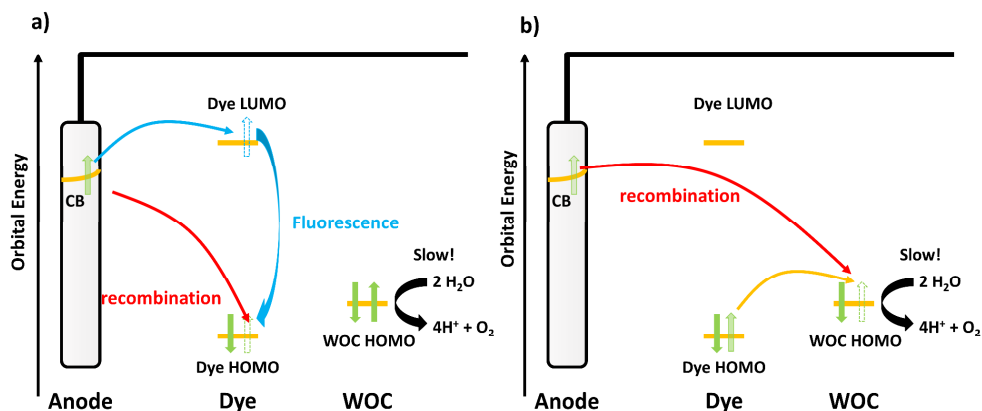 a)
Orbital Energy
Dye LUMO
CB
Fluorescence
recombination
Slow!
2 H₂O
4H⁺ + O₂
WOC HOMO
Dye HOMO
Anode
Dye
WOC
b)
Orbital Energy
Dye LUMO
CB
recombination
Slow!
2 H₂O
4H⁺ + O₂
WOC HOMO
Dye HOMO
Anode
Dye
WOC